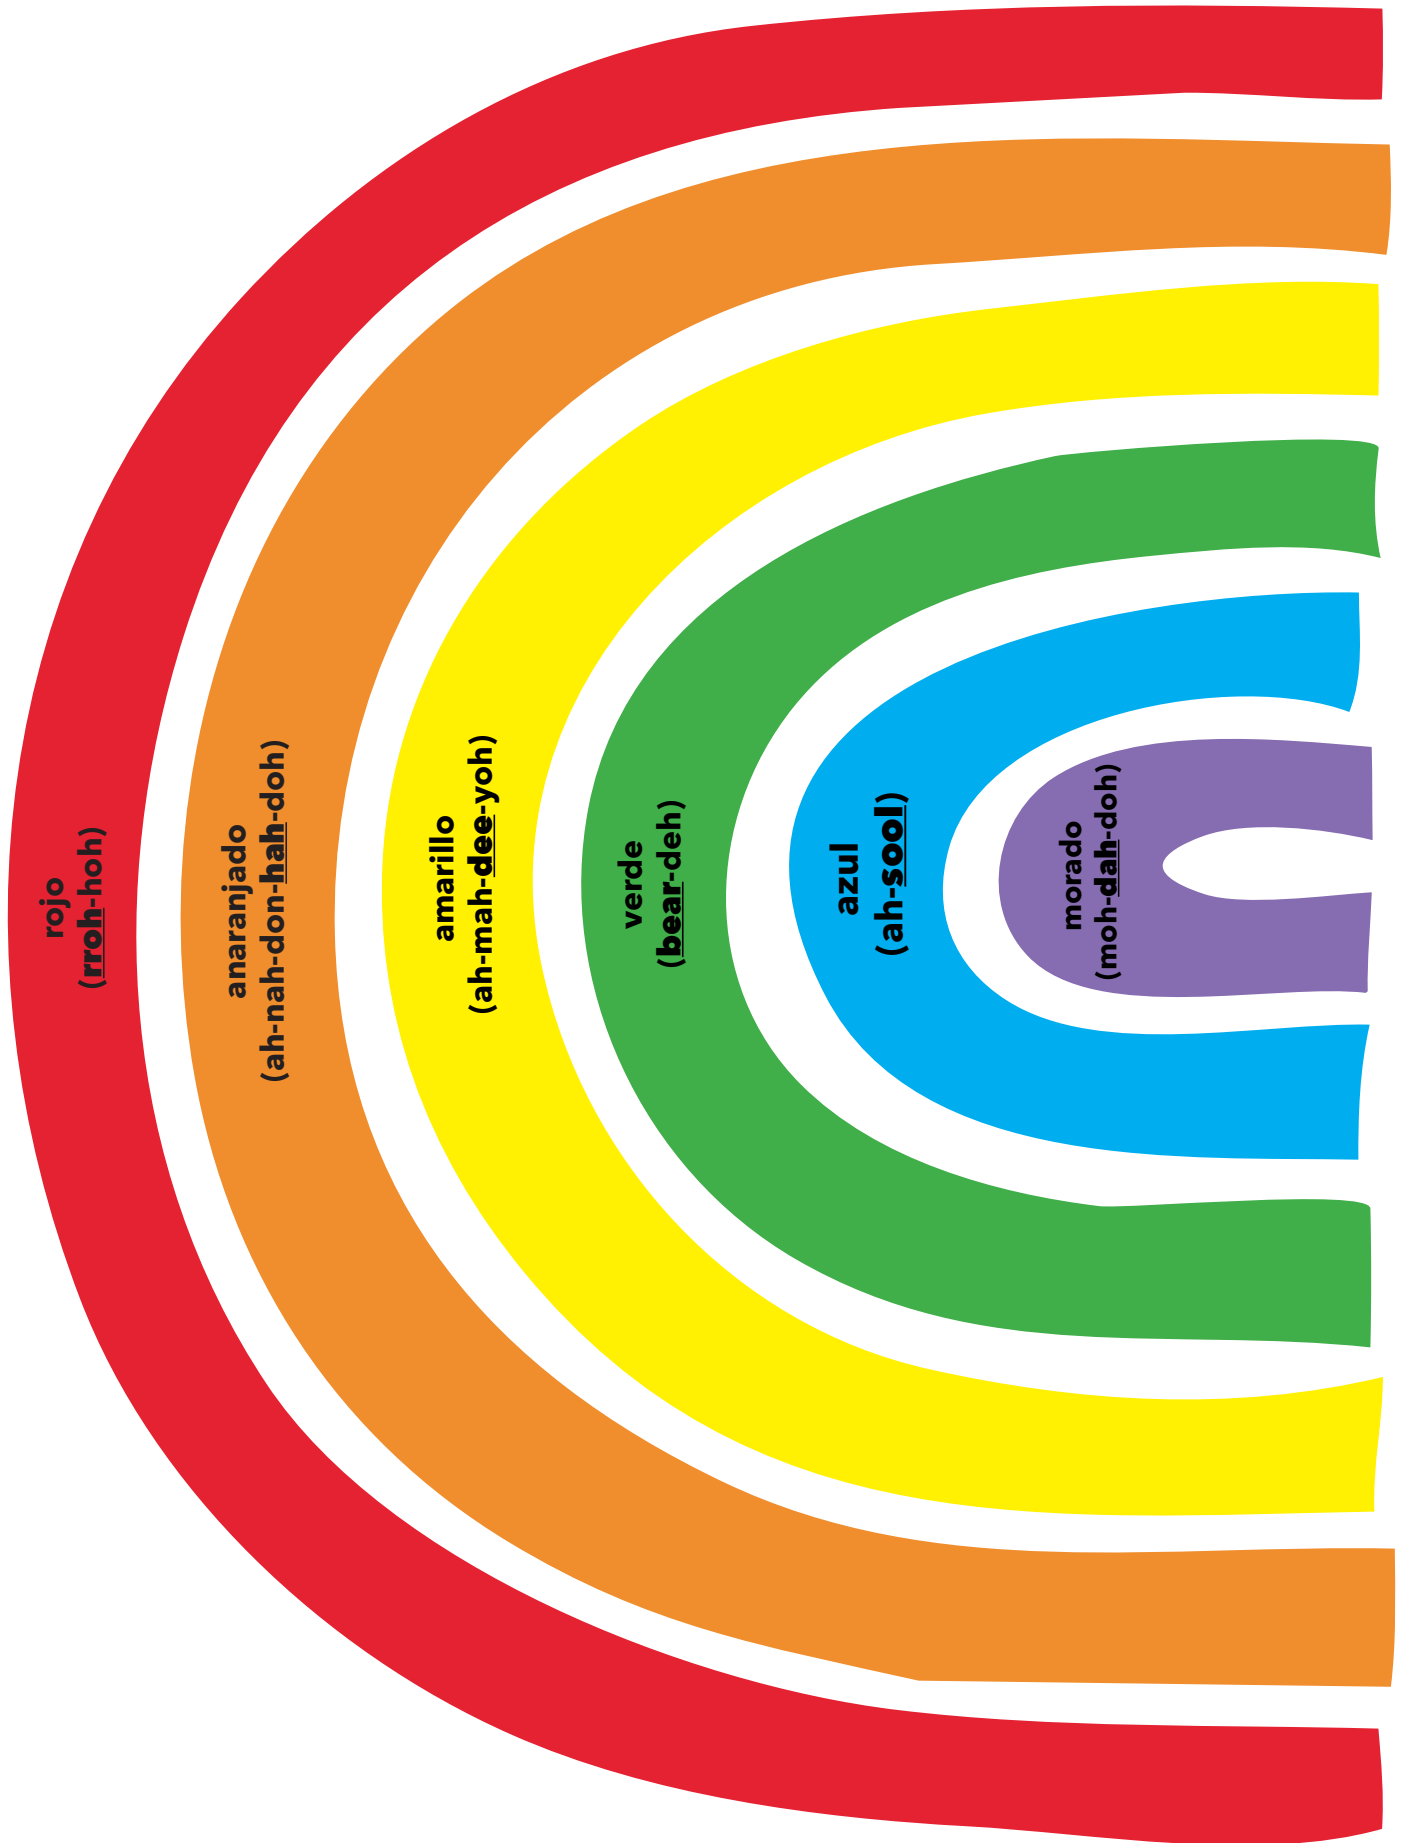 rojo
(rroh-hoh)
anaranjado
(ah-nah-don-hah-doh)
amarillo
(ah-mah-dee-yoh)
verde
(bear-deh)
azul
(ah-sool)
morado
(moh-dah-doh)